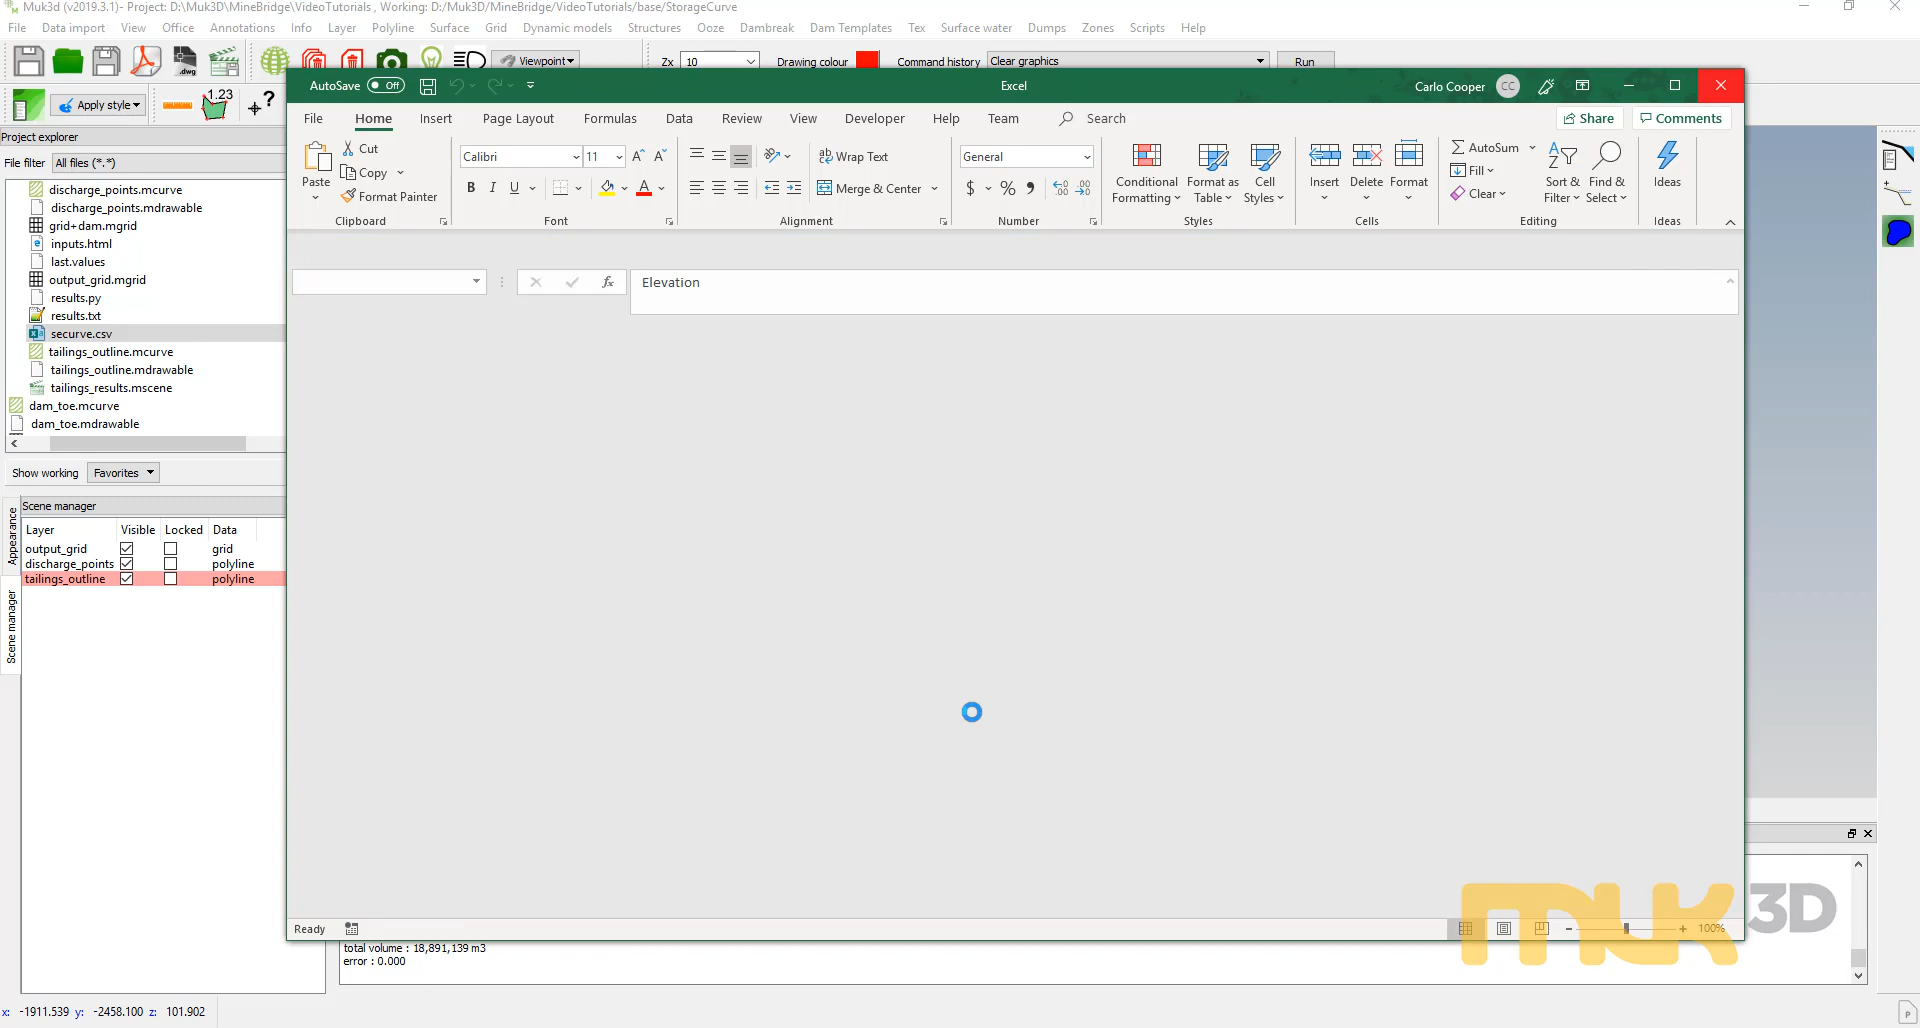 Muk3d (v2019.3.1)- Project: D:\Muk3D\MineBridge\VideoTutorials , Working: D:/Muk3D/MineBridge/VideoTutorials/base/StorageCurve
File Data import View Office Annotations Info Layer Polyline Surface Grid Dynamic models Structures Ooze Dambreak Dam Templates Tex Surface water Dumps Zones Scripts Help
.dwg Viewpoint Zx 10 Drawing colour Command history Clear graphics Run
Apply style 1.23 ?
AutoSave Off Excel Carlo Cooper CC
File Home Insert Page Layout Formulas Data Review View Developer Help Team Search Share Comments
Paste Cut Copy Format Painter Clipboard
Calibri 11 A A B I U A Font
ab Wrap Text Merge & Center Alignment
General $ % , Number
Conditional Formatting Format as Table Cell Styles Styles
Insert Delete Format Cells
AutoSum Fill Clear Sort & Filter Find & Select Editing
Ideas Ideas
fx Elevation
Project explorer
File filter All files (*.*)
discharge_points.mcurve
discharge_points.mdrawable
grid+dam.mgrid
inputs.html
last.values
output_grid.mgrid
results.py
results.txt
securve.csv
tailings_outline.mcurve
tailings_outline.mdrawable
tailings_results.mscene
dam_toe.mcurve
dam_toe.mdrawable
Show working Favorites
Appearance
Scene manager
Scene manager
Layer Visible Locked Data
output_grid grid
discharge_points polyline
tailings_outline polyline
Ready 100%
muk3D
total volume : 18,891,139 m3
error : 0.000
x: -1911.539 y: -2458.100 z: 101.902
P